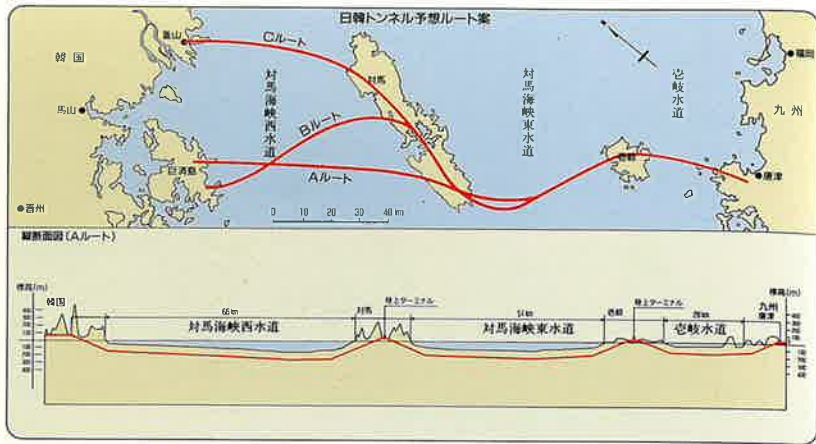 日韓トンネル予想ルート案
韓国
釜山
馬山
巨済島
晋州
Cルート
Bルート
Aルート
対馬海峡西水道
対馬
対馬海峡東水道
壱岐
壱岐水道
福岡
九州
唐津
0 10 20 30 40 km
縦断面図(Aルート)
標高(m)
韓国
66km
対馬海峡西水道
対馬
陸上ターミナル
51km
対馬海峡東水道
壱岐
陸上ターミナル
28km
壱岐水道
九州
唐津
標高(m)